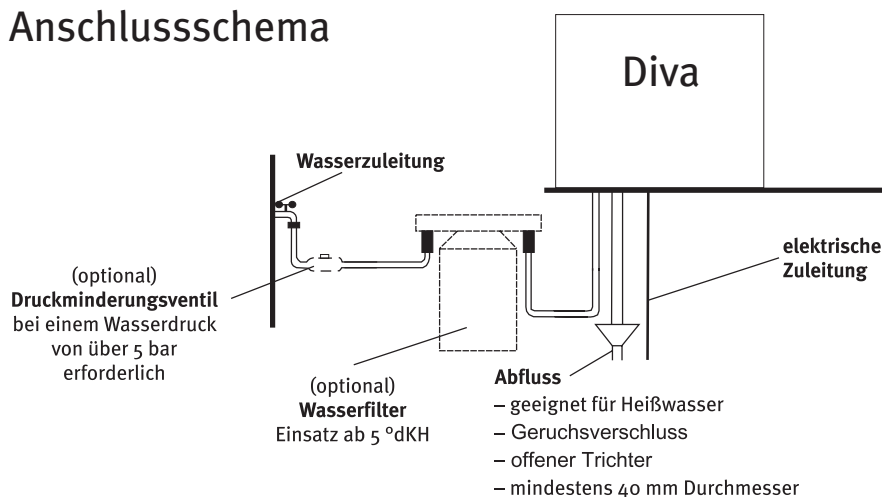 Anschlussschema
Diva
Wasserzuleitung
elektrische
Zuleitung
(optional)
Druckminderungsventil
bei einem Wasserdruck
von über 5 bar
erforderlich
(optional)
Wasserfilter
Einsatz ab 5 °dKH
Abfluss
– geeignet für Heißwasser
– Geruchsverschluss
– offener Trichter
– mindestens 40 mm Durchmesser